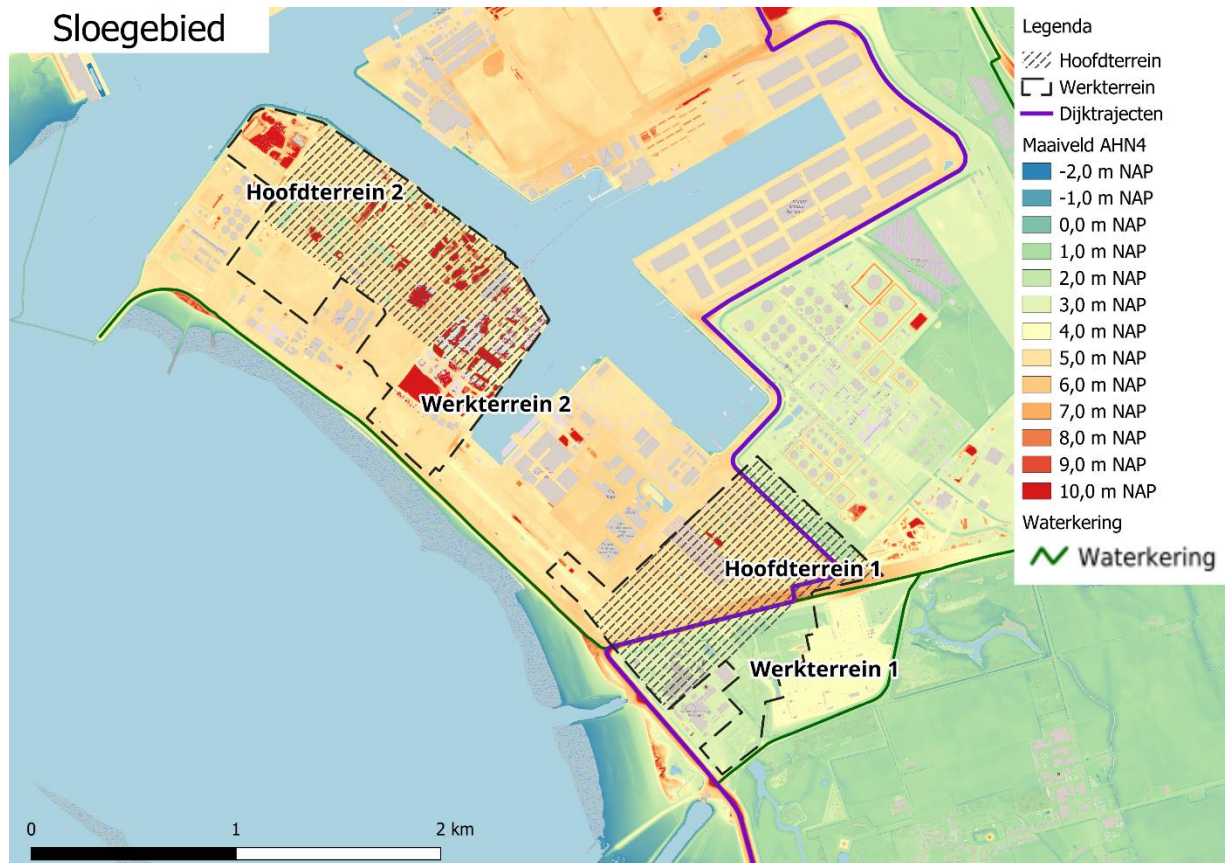 Sloegebied
Legenda
Hoofdterrein
Werkterrein
Dijktrajecten
Maaiveld AHN4
-2,0 m NAP
-1,0 m NAP
0,0 m NAP
1,0 m NAP
2,0 m NAP
3,0 m NAP
4,0 m NAP
5,0 m NAP
6,0 m NAP
7,0 m NAP
8,0 m NAP
9,0 m NAP
10,0 m NAP
Waterkering
Waterkering
Hoofdterrein 2
Werkterrein 2
Hoofdterrein 1
Werkterrein 1
0 1 2 km